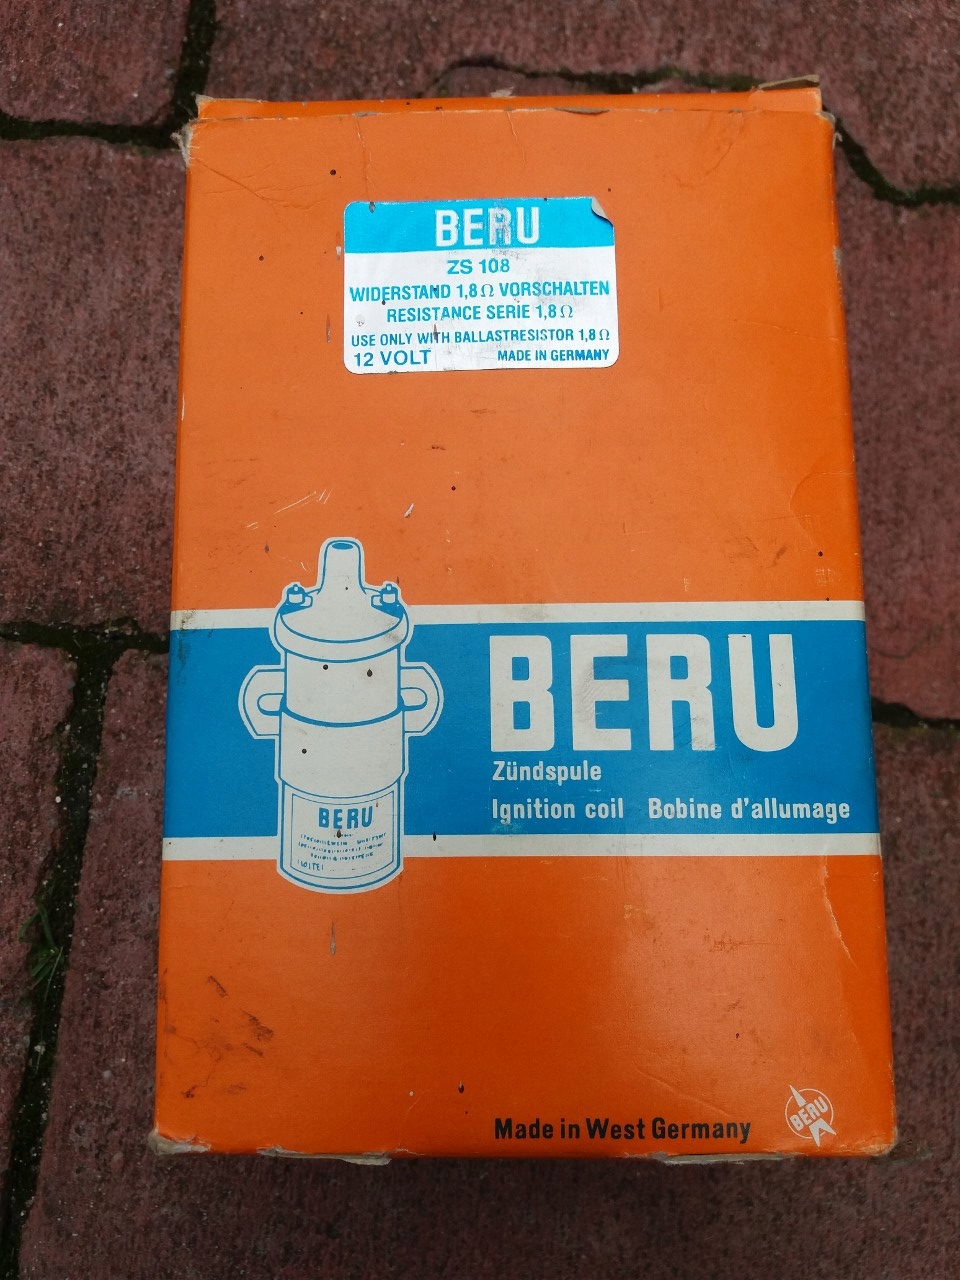 BERU
ZS 108
WIDERSTAND 1,8 Ω VORSCHALTEN
RESISTANCE SERIE 1,8 Ω
USE ONLY WITH BALLASTRESISTOR 1,8 Ω
12 VOLT MADE IN GERMANY
BERU
Zündspule
Ignition coil Bobine d'allumage
BERU
Made in West Germany
BERU